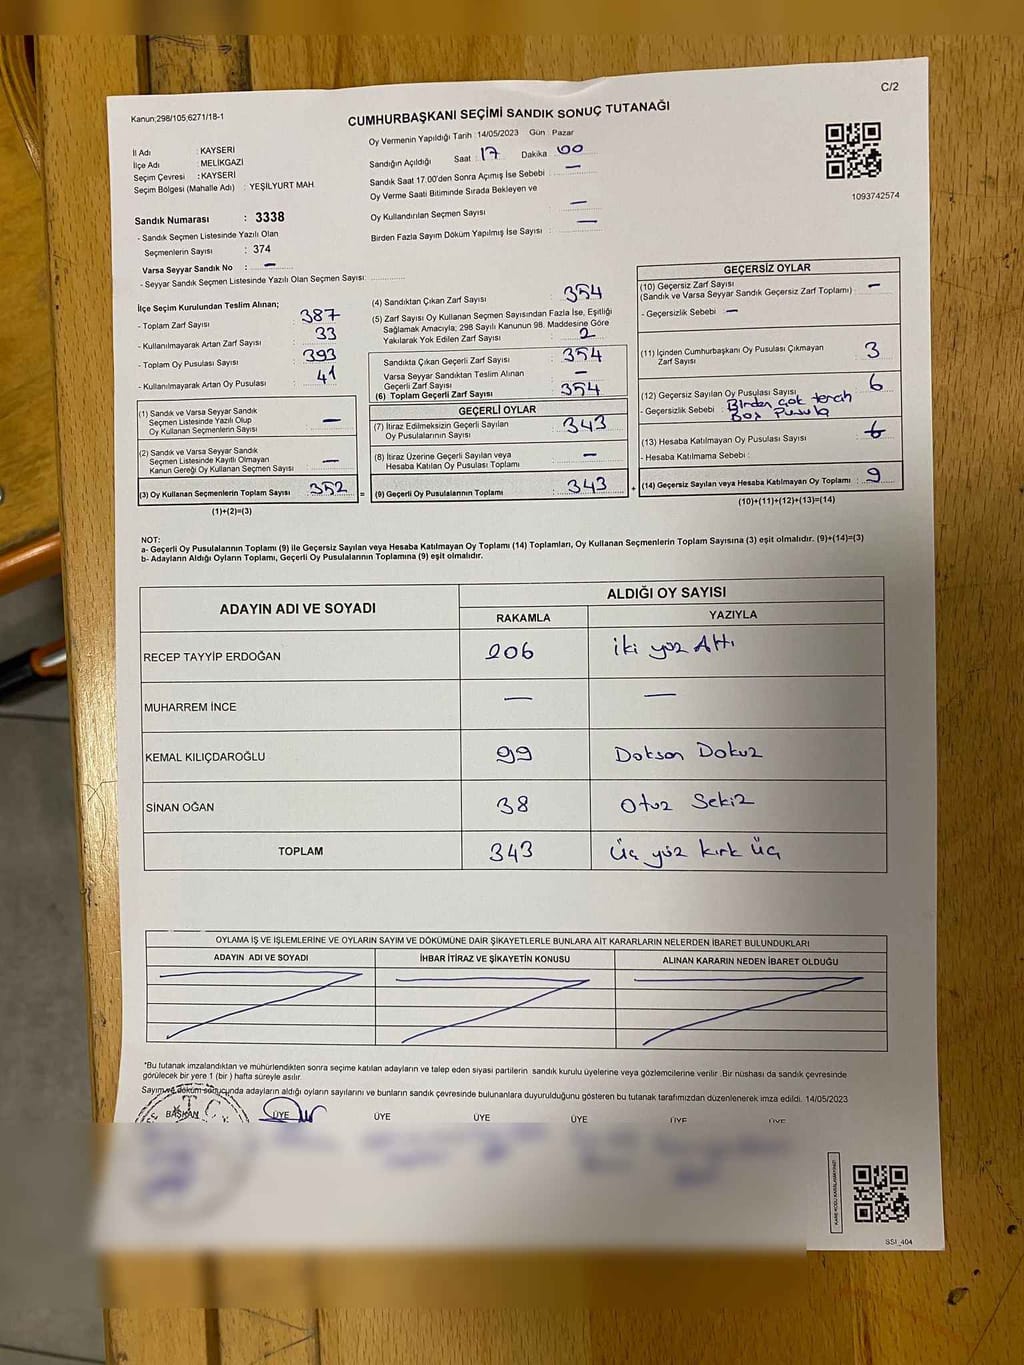 C/2
Kanun;298/105,6271/18-1
CUMHURBAŞKANI SEÇİMİ SANDIK SONUÇ TUTANAĞI
İl Adı : KAYSERİ
İlçe Adı : MELİKGAZİ
Seçim Çevresi : KAYSERİ
Seçim Bölgesi (Mahalle Adı) : YEŞİLYURT MAH.
Oy Vermenin Yapıldığı Tarih : 14/05/2023 Gün : Pazar
Sandığın Açıldığı Saat : 17 Dakika : 00
Sandık Saat 17.00'den Sonra Açımış İse Sebebi : —
Oy Verme Saati Bitiminde Sırada Bekleyen ve
Oy Kullandırılan Seçmen Sayısı : —
Birden Fazla Sayım Döküm Yapılmış İse Sayısı : —
1093742574
Sandık Numarası : 3338
- Sandık Seçmen Listesinde Yazılı Olan
Seçmenlerin Sayısı : 374
Varsa Seyyar Sandık No : —
- Seyyar Sandık Seçmen Listesinde Yazılı Olan Seçmen Sayısı:
İlçe Seçim Kurulundan Teslim Alınan;
- Toplam Zarf Sayısı : 387
- Kullanılmayarak Artan Zarf Sayısı : 33
- Toplam Oy Pusulası Sayısı : 393
- Kullanılmayarak Artan Oy Pusulası : 41
(1) Sandık ve Varsa Seyyar Sandık
Seçmen Listesinde Yazılı Olup
Oy Kullanan Seçmenlerin Sayısı : —
(2) Sandık ve Varsa Seyyar Sandık
Seçmen Listesinde Kayıtlı Olmayan
Kanun Gereği Oy Kullanan Seçmen Sayısı : —
(3) Oy Kullanan Seçmenlerin Toplam Sayısı : 352
(1)+(2)=(3)
(4) Sandıktan Çıkan Zarf Sayısı : 354
(5) Zarf Sayısı Oy Kullanan Seçmen Sayısından Fazla İse, Eşitliği
Sağlamak Amacıyla; 298 Sayılı Kanunun 98. Maddesine Göre
Yakılarak Yok Edilen Zarf Sayısı : 2
Sandıkta Çıkan Geçerli Zarf Sayısı : 354
Varsa Seyyar Sandıktan Teslim Alınan
Geçerli Zarf Sayısı : —
(6) Toplam Geçerli Zarf Sayısı : 354
GEÇERLİ OYLAR
(7) İtiraz Edilmeksizin Geçerli Sayılan
Oy Pusulalarının Sayısı : 343
(8) İtiraz Üzerine Geçerli Sayılan veya
Hesaba Katılan Oy Pusulası Toplamı : —
= (9) Geçerli Oy Pusulalarının Toplamı : 343
GEÇERSİZ OYLAR
(10) Geçersiz Zarf Sayısı
(Sandık ve Varsa Seyyar Sandık Geçersiz Zarf Toplamı) : —
- Geçersizlik Sebebi : —
(11) İçinden Cumhurbaşkanı Oy Pusulası Çıkmayan
Zarf Sayısı : 3
(12) Geçersiz Sayılan Oy Pusulası Sayısı : 6
- Geçersizlik Sebebi : Birden çok tercih
Boş Pusula
(13) Hesaba Katılmayan Oy Pusulası Sayısı :
- Hesaba Katılmama Sebebi :
+ (14) Geçersiz Sayılan veya Hesaba Katılmayan Oy Toplamı : 9
(10)+(11)+(12)+(13)=(14)
NOT:
a- Geçerli Oy Pusulalarının Toplamı (9) ile Geçersiz Sayılan veya Hesaba Katılmayan Oy Toplamı (14) Toplamları, Oy Kullanan Seçmenlerin Toplam Sayısına (3) eşit olmalıdır. (9)+(14)=(3)
b- Adayların Aldığı Oyların Toplamı, Geçerli Oy Pusulalarının Toplamına (9) eşit olmalıdır.
ADAYIN ADI VE SOYADI
ALDIĞI OY SAYISI
RAKAMLA YAZIYLA
RECEP TAYYİP ERDOĞAN 206 iki yüz Altı
MUHARREM İNCE — —
KEMAL KILIÇDAROĞLU 99 Doksan Dokuz
SİNAN OĞAN 38 Otuz Sekiz
TOPLAM 343 Üç yüz kırk üç
OYLAMA İŞ VE İŞLEMLERİNE VE OYLARIN SAYIM VE DÖKÜMÜNE DAİR ŞİKAYETLERLE BUNLARA AİT KARARLARIN NELERDEN İBARET BULUNDUKLARI
ADAYIN ADI VE SOYADI İHBAR İTİRAZ VE ŞİKAYETİN KONUSU ALINAN KARARIN NEDEN İBARET OLDUĞU
*Bu tutanak imzalandıktan ve mühürlendikten sonra seçime katılan adayların ve talep eden siyasi partilerin sandık kurulu üyelerine veya gözlemcilerine verilir .Bir nüshası da sandık çevresinde
görülecek bir yere 1 (bir ) hafta süreyle asılır.
Sayım ve döküm sonucunda adayların aldığı oyların sayılarını ve bunların sandık çevresinde bulunanlara duyurulduğunu gösteren bu tutanak tarafımızdan düzenlenerek imza edildi. 14/05/2023
BAŞKAN ÜYE ÜYE ÜYE ÜYE ÜYE ÜYE
SSI_404